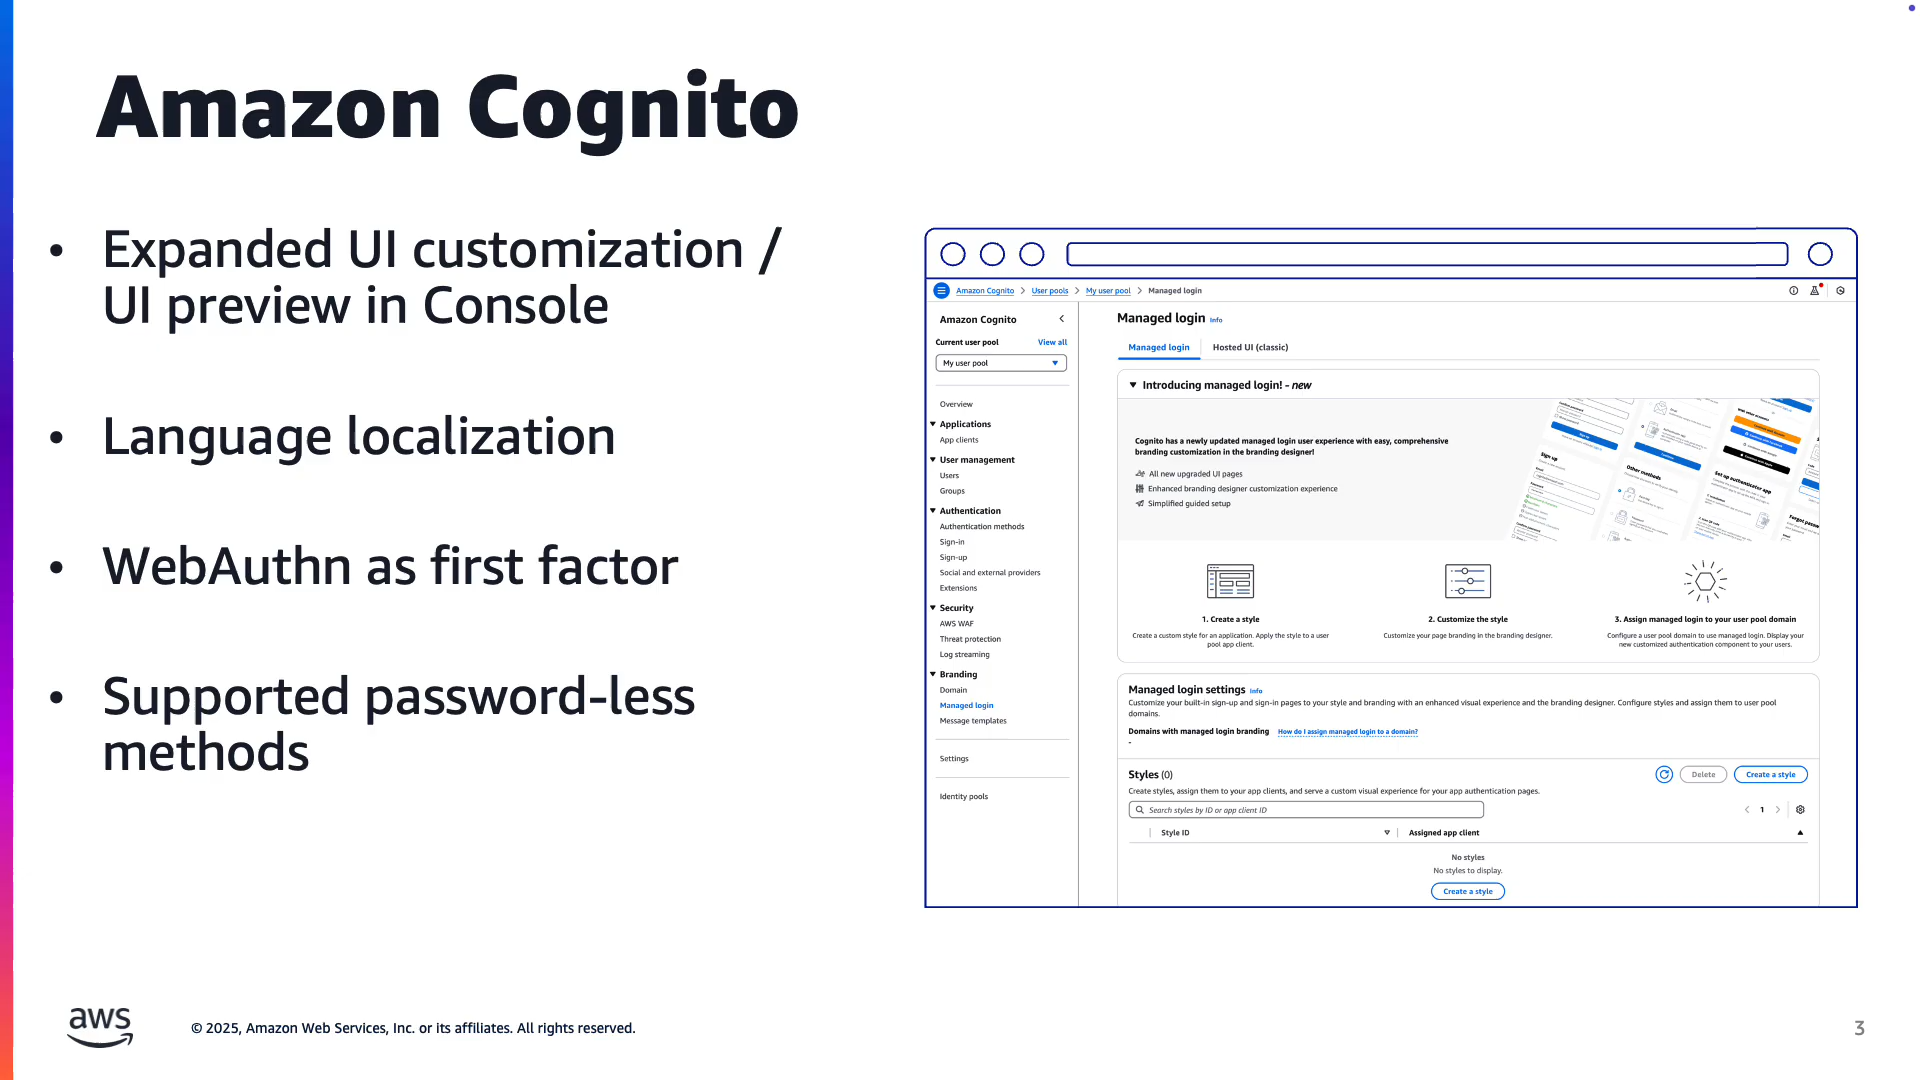 Amazon Cognito
• Expanded UI customization /
UI preview in Console
• Language localization
• WebAuthn as first factor
• Supported password-less
methods
Amazon Cognito > User pools > My user pool > Managed login
Amazon Cognito
Current user pool View all
My user pool
Overview
Applications
App clients
User management
Users
Groups
Authentication
Authentication methods
Sign-in
Sign-up
Social and external providers
Extensions
Security
AWS WAF
Threat protection
Log streaming
Branding
Domain
Managed login
Message templates
Settings
Identity pools
Managed login Info
Managed login Hosted UI (classic)
Introducing managed login! - new
Cognito has a newly updated managed login user experience with easy, comprehensive
branding customization in the branding designer!
All new upgraded UI pages
Enhanced branding designer customization experience
Simplified guided setup
Sign up
Other methods
Set up authenticator app
1. Create a style
Create a custom style for an application. Apply the style to a user
pool app client.
2. Customize the style
Customize your page branding in the branding designer.
3. Assign managed login to your user pool domain
Configure a user pool domain to use managed login. Display your
new customized authentication component to your users.
Managed login settings Info
Customize your built-in sign-up and sign-in pages to your style and branding with an enhanced visual experience and the branding designer. Configure styles and assign them to user pool
domains.
Domains with managed login branding How do I assign managed login to a domain?
-
Styles (0)
Delete Create a style
Create styles, assign them to your app clients, and serve a custom visual experience for your app authentication pages.
Search styles by ID or app client ID
1
Style ID Assigned app client
No styles
No styles to display.
Create a style
aws
© 2025, Amazon Web Services, Inc. or its affiliates. All rights reserved.
3